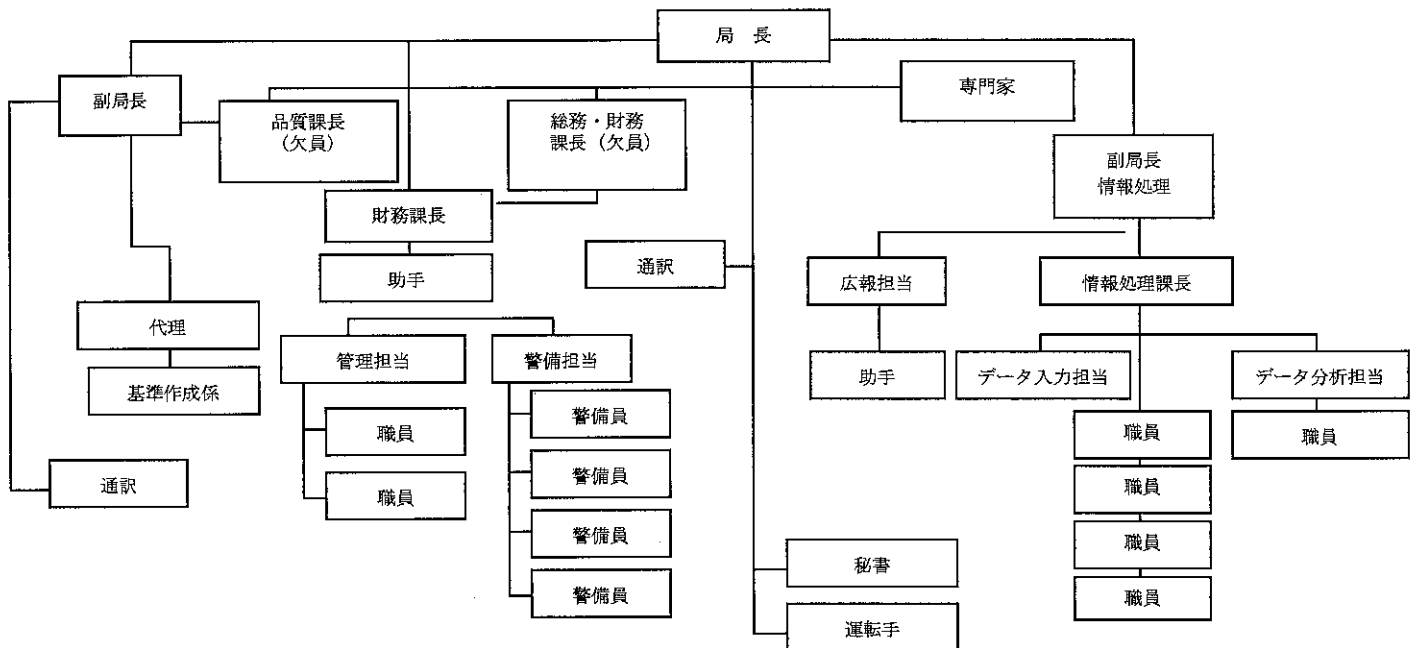 局 長
副局長
品質課長
(欠員)
総務・財務
課長(欠員)
専門家
副局長
情報処理
財務課長
助手
通訳
広報担当
情報処理課長
代理
基準作成係
管理担当
警備担当
助手
データ入力担当
データ分析担当
職員
職員
警備員
警備員
警備員
警備員
職員
職員
職員
職員
職員
通訳
秘書
運転手